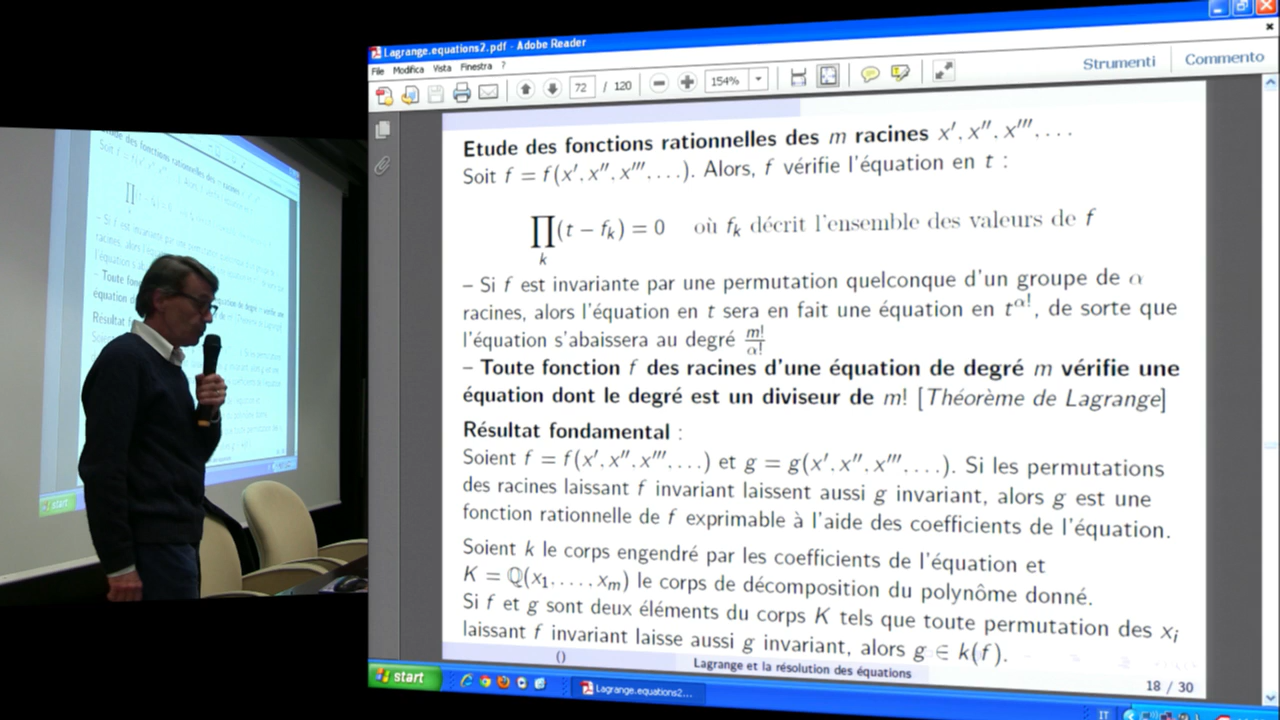 Lagrange.equations2.pdf - Adobe Reader
File Modifica Vista Finestra ?
72 / 120 154% Strumenti Commento
Etude des fonctions rationnelles des m racines x′, x″, x‴, . . .
Soit f = f(x′, x″, x‴, . . .). Alors, f vérifie l'équation en t :
∏(t − fₖ) = 0 où fₖ décrit l'ensemble des valeurs de f
k
– Si f est invariante par une permutation quelconque d'un groupe de α
racines, alors l'équation en t sera en fait une équation en t^α!, de sorte que
l'équation s'abaissera au degré m!/α!
– Toute fonction f des racines d'une équation de degré m vérifie une
équation dont le degré est un diviseur de m! [Théorème de Lagrange]
Résultat fondamental :
Soient f = f(x′, x″, x‴, . . .) et g = g(x′, x″, x‴, . . .). Si les permutations
des racines laissant f invariant laissent aussi g invariant, alors g est une
fonction rationnelle de f exprimable à l'aide des coefficients de l'équation.
Soient k le corps engendré par les coefficients de l'équation et
K = ℚ(x₁, . . . , xₘ) le corps de décomposition du polynôme donné.
Si f et g sont deux éléments du corps K tels que toute permutation des xᵢ
laissant f invariant laisse aussi g invariant, alors g ∈ k(f).
() Lagrange et la résolution des équations
18 / 30
start Lagrange.equations2... IT